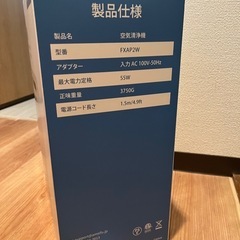 製品仕様
製品名 空気清浄機
型番 FXAP2W
アダプター 入力 AC 100V-50Hz
最大電力定格 55W
正味重量 3750G
電源コード長さ 1.5m/4.9ft